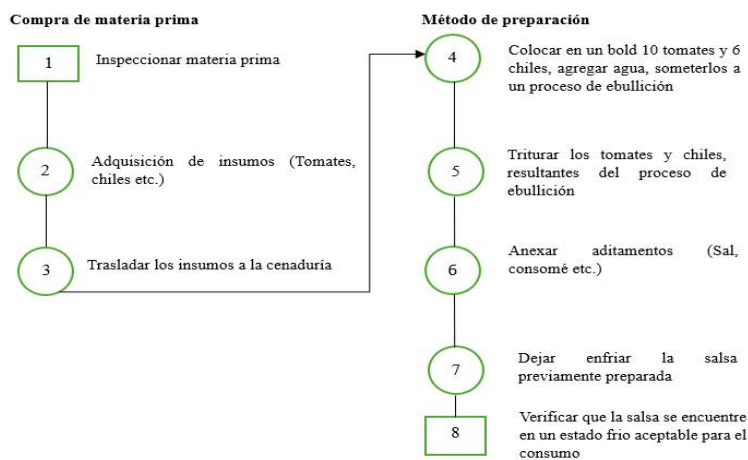 Compra de materia prima
1
Inspeccionar materia prima
2
Adquisición de insumos (Tomates,
chiles etc.)
3
Trasladar los insumos a la cenaduría
Método de preparación
4
Colocar en un bold 10 tomates y 6
chiles, agregar agua, someterlos a
un proceso de ebullición
5
Triturar los tomates y chiles,
resultantes del proceso de
ebullición
6
Anexar aditamentos (Sal,
consomé etc.)
7
Dejar enfriar la salsa
previamente preparada
8
Verificar que la salsa se encuentre
en un estado frio aceptable para el
consumo